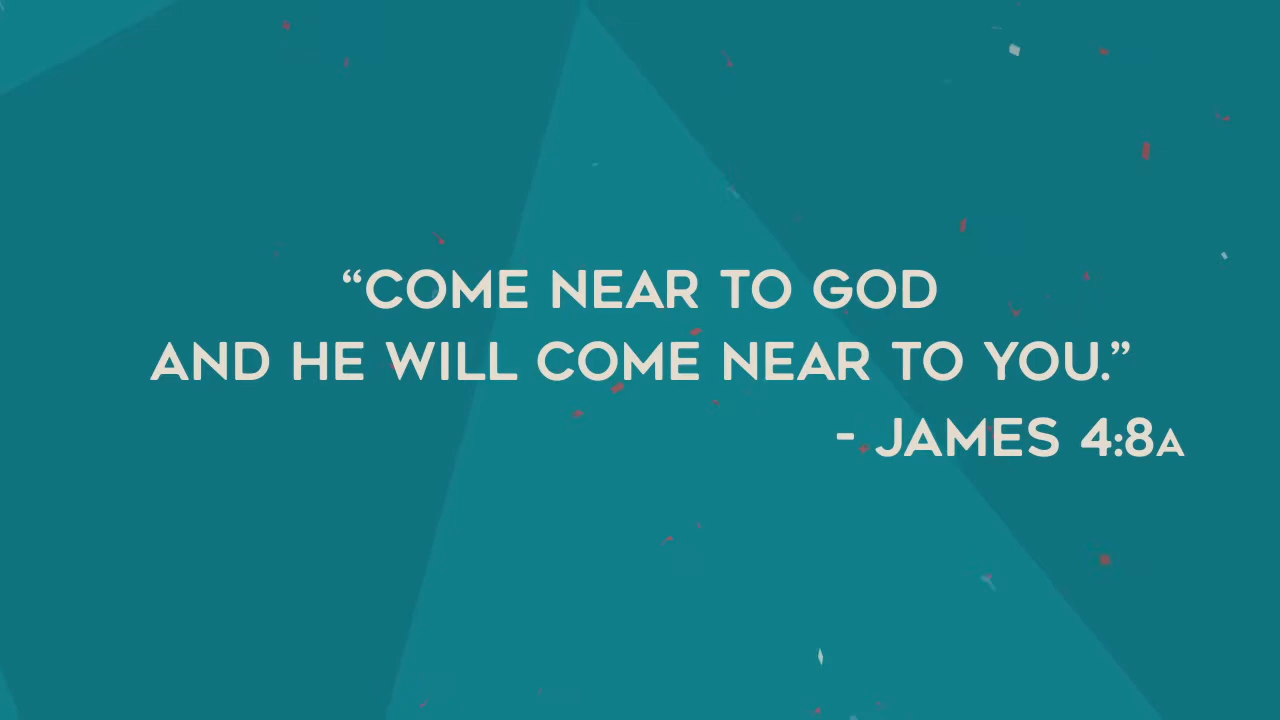 “COME NEAR TO GOD
AND HE WILL COME NEAR TO YOU.”
- JAMES 4:8A